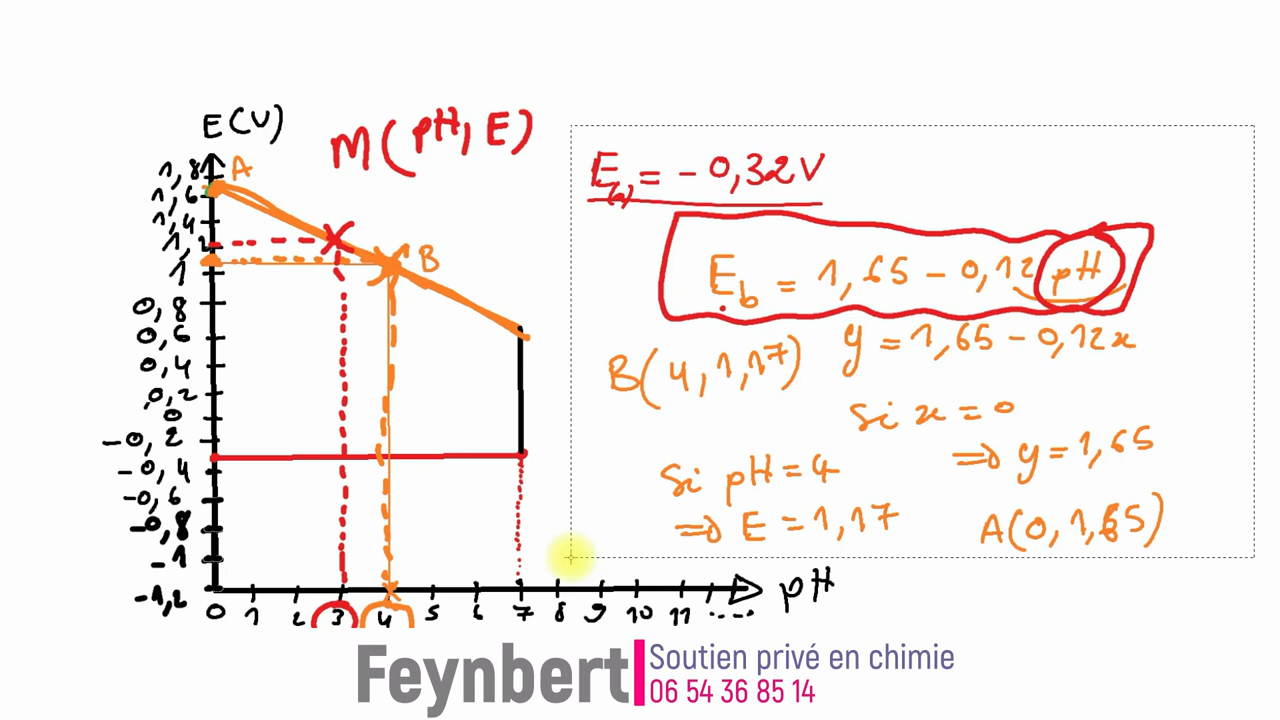 E(V)
M(pH, E)
1,8
A
1,6
1,4
1,2
1
B
0,8
0,6
0,4
0,2
0
-0,2
-0,4
-0,6
-0,8
-1
-1,2
0 1 2 3 4 5 6 7 8 9 10 11 ....
pH
E(a) = -0,32V
Eb = 1,65 - 0,12 pH
B(4, 1,17)
y = 1,65 - 0,12x
si x = 0
⇒ y = 1,65
Si pH = 4
⇒ E = 1,17
A(0, 1,65)
Feynbert
Soutien privé en chimie
06 54 36 85 14